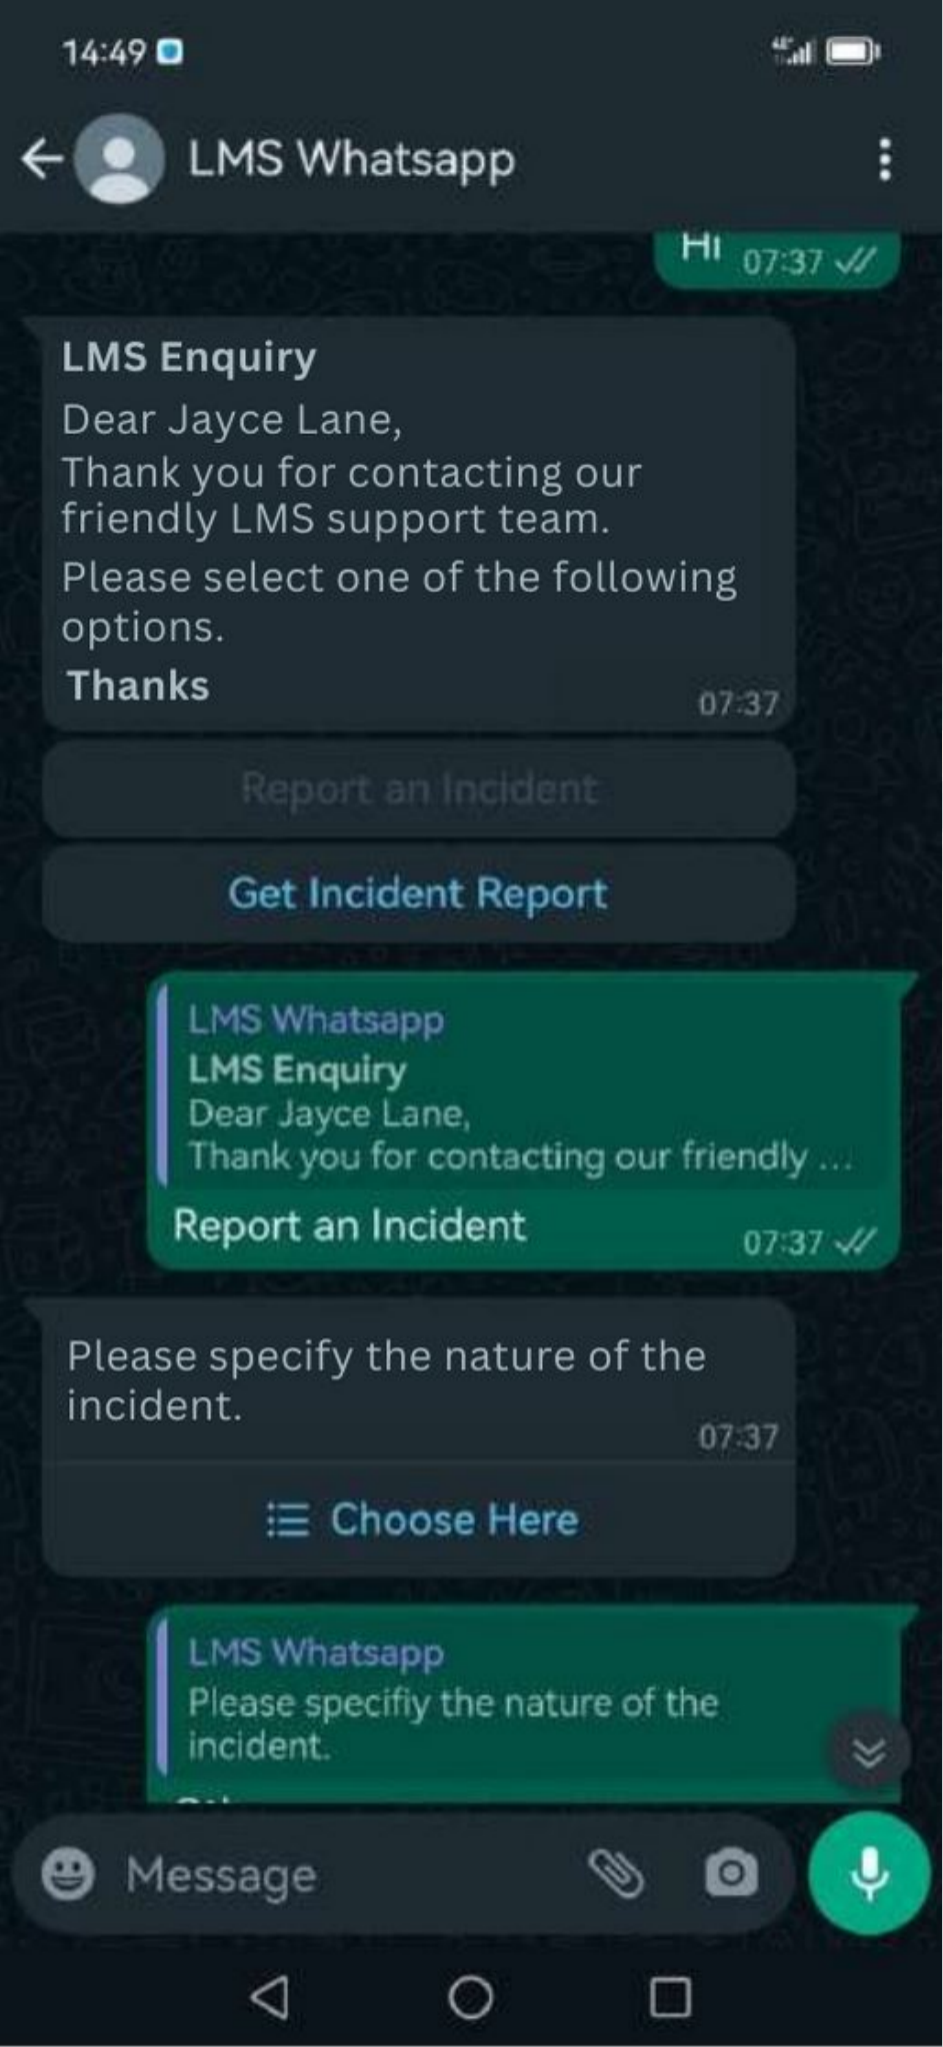 14:49
LMS Whatsapp
Hi 07:37
LMS Enquiry
Dear Jayce Lane,
Thank you for contacting our
friendly LMS support team.
Please select one of the following
options.
Thanks
07:37
Report an Incident
Get Incident Report
LMS Whatsapp
LMS Enquiry
Dear Jayce Lane,
Thank you for contacting our friendly ...
Report an Incident
07:37
Please specify the nature of the
incident.
07:37
Choose Here
LMS Whatsapp
Please specifiy the nature of the
incident.
Message